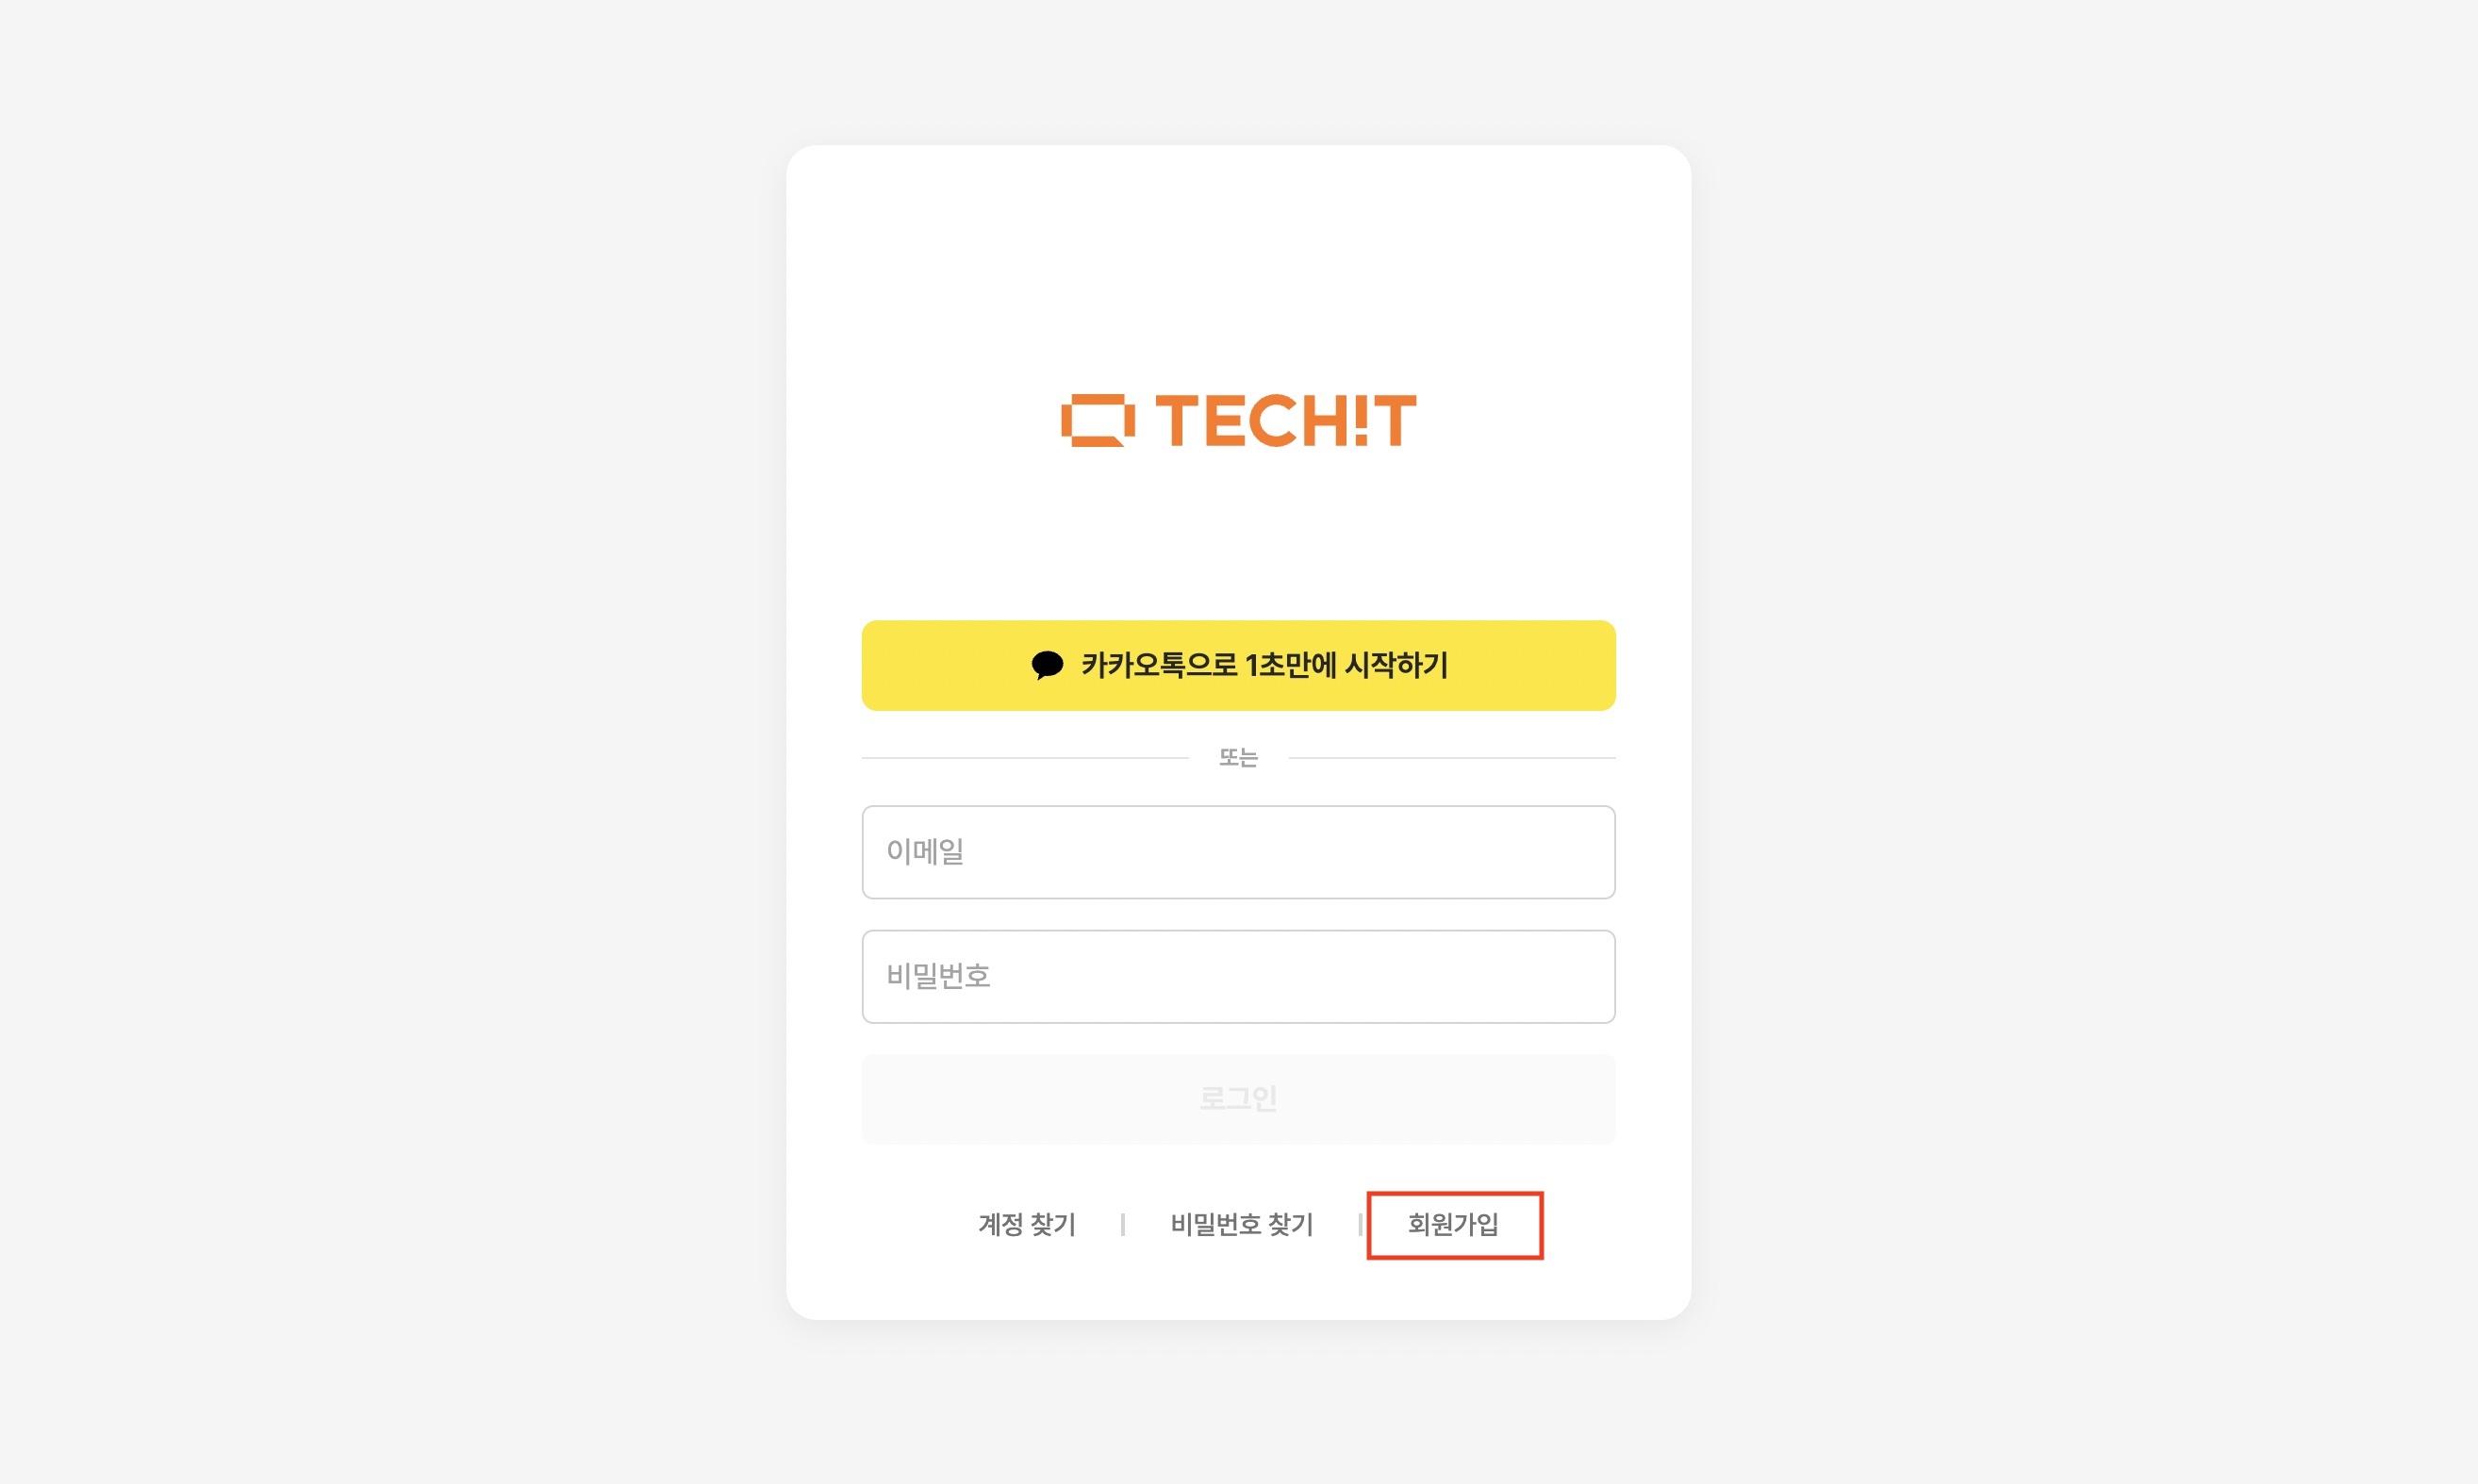 TECH!T
카카오톡으로 1초만에 시작하기
또는
이메일
비밀번호
로그인
계정 찾기 | 비밀번호 찾기 | 회원가입